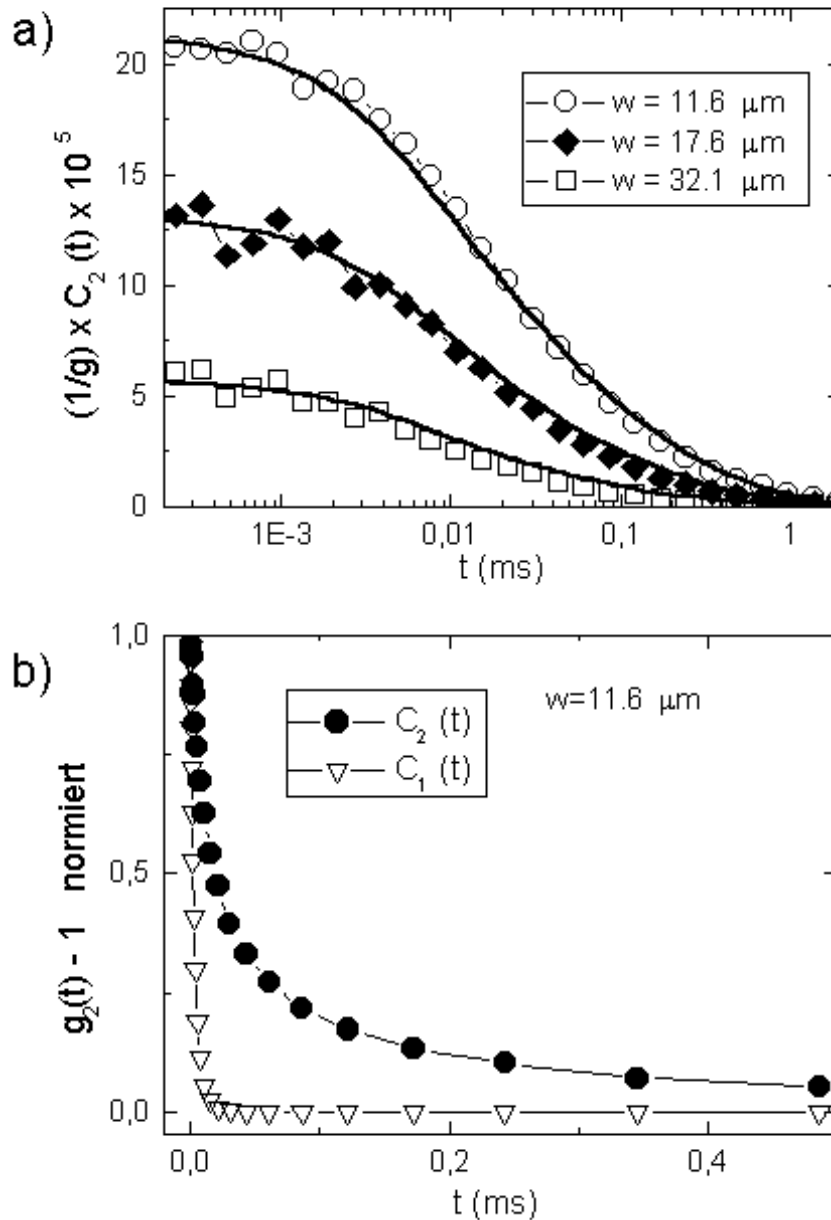 a)
(1/g) x C₂ (t) x 10⁵
20
15
10
5
0
w = 11.6 μm
w = 17.6 μm
w = 32.1 μm
1E-3
0,01
0,1
1
t (ms)
b)
g₂(t) - 1 normiert
1,0
0,5
0,0
C₂ (t)
C₁ (t)
w=11.6 μm
0,0
0,2
0,4
t (ms)